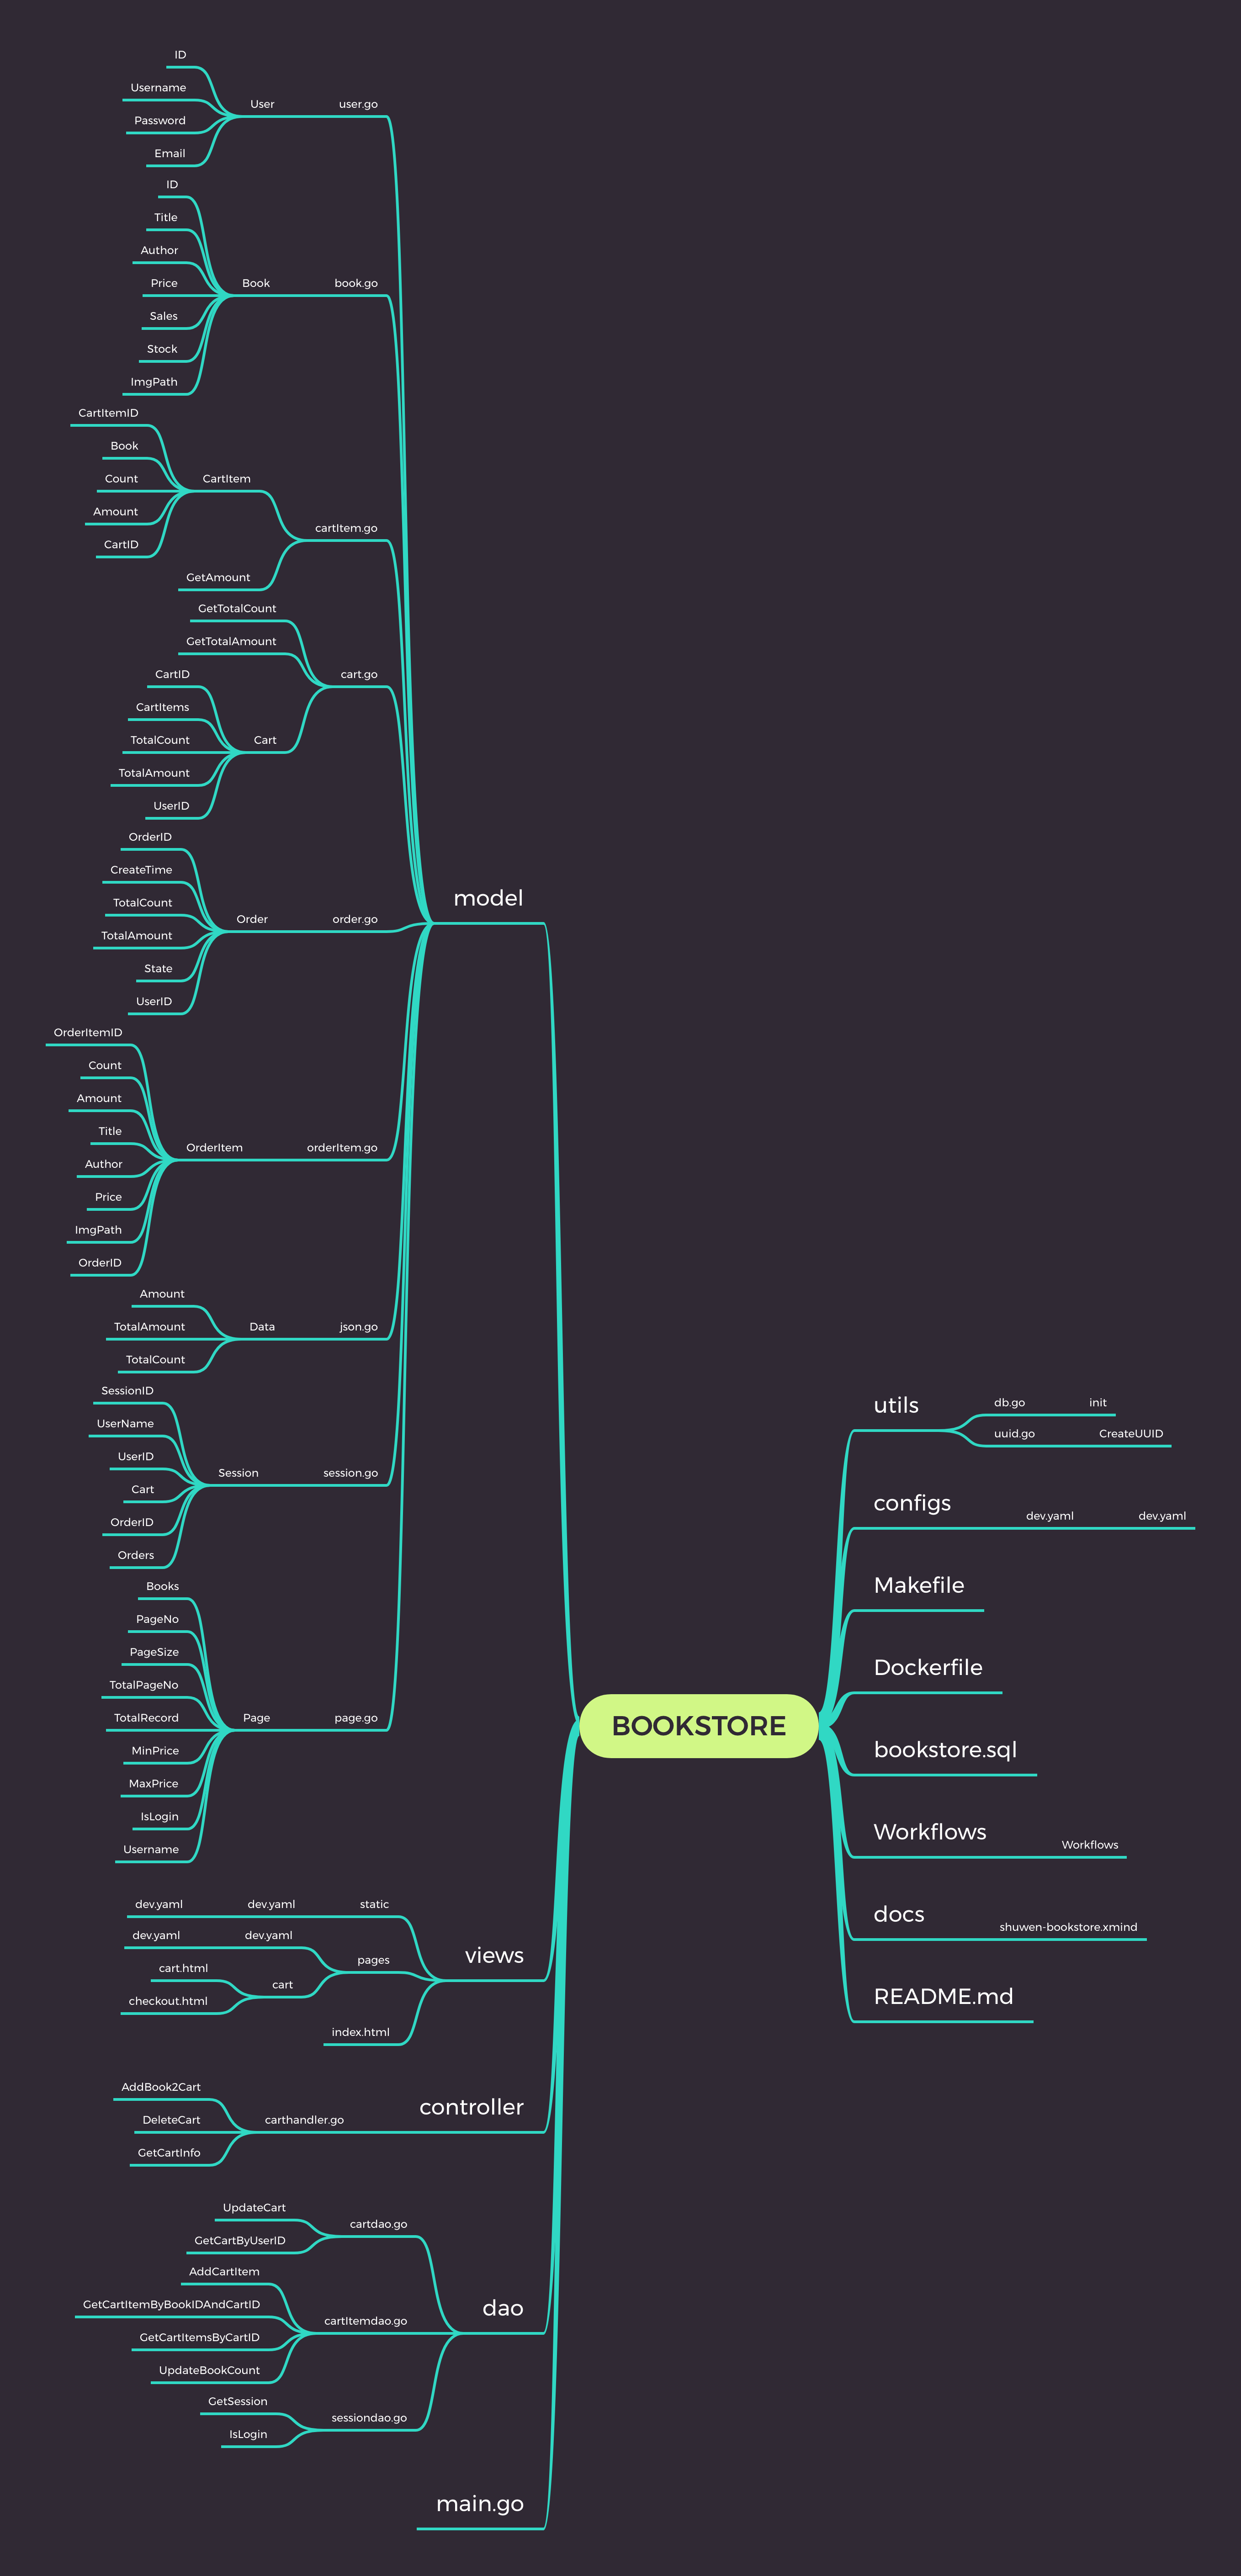 BOOKSTORE
model
user.go
User
ID
Username
Password
Email
book.go
Book
ID
Title
Author
Price
Sales
Stock
ImgPath
cartItem.go
CartItem
CartItemID
Book
Count
Amount
CartID
GetAmount
cart.go
GetTotalCount
GetTotalAmount
Cart
CartID
CartItems
TotalCount
TotalAmount
UserID
order.go
Order
OrderID
CreateTime
TotalCount
TotalAmount
State
UserID
orderItem.go
OrderItem
OrderItemID
Count
Amount
Title
Author
Price
ImgPath
OrderID
json.go
Data
Amount
TotalAmount
TotalCount
session.go
Session
SessionID
UserName
UserID
Cart
OrderID
Orders
page.go
Page
Books
PageNo
PageSize
TotalPageNo
TotalRecord
MinPrice
MaxPrice
IsLogin
Username
views
static
dev.yaml
dev.yaml
pages
dev.yaml
dev.yaml
cart
cart.html
checkout.html
index.html
controller
carthandler.go
AddBook2Cart
DeleteCart
GetCartInfo
dao
cartdao.go
UpdateCart
GetCartByUserID
cartItemdao.go
AddCartItem
GetCartItemByBookIDAndCartID
GetCartItemsByCartID
UpdateBookCount
sessiondao.go
GetSession
IsLogin
main.go
utils
db.go
init
uuid.go
CreateUUID
configs
dev.yaml
dev.yaml
Makefile
Dockerfile
bookstore.sql
Workflows
Workflows
docs
shuwen-bookstore.xmind
README.md